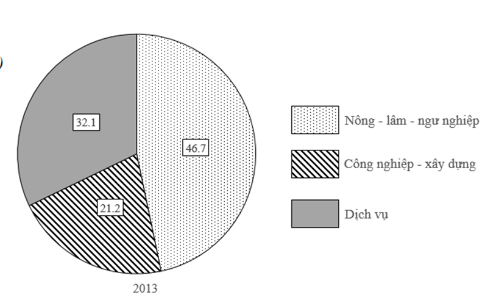 )
32.1
46.7
21.2
2013
Nông - lâm - ngư nghiệp
Công nghiệp - xây dựng
Dịch vụ